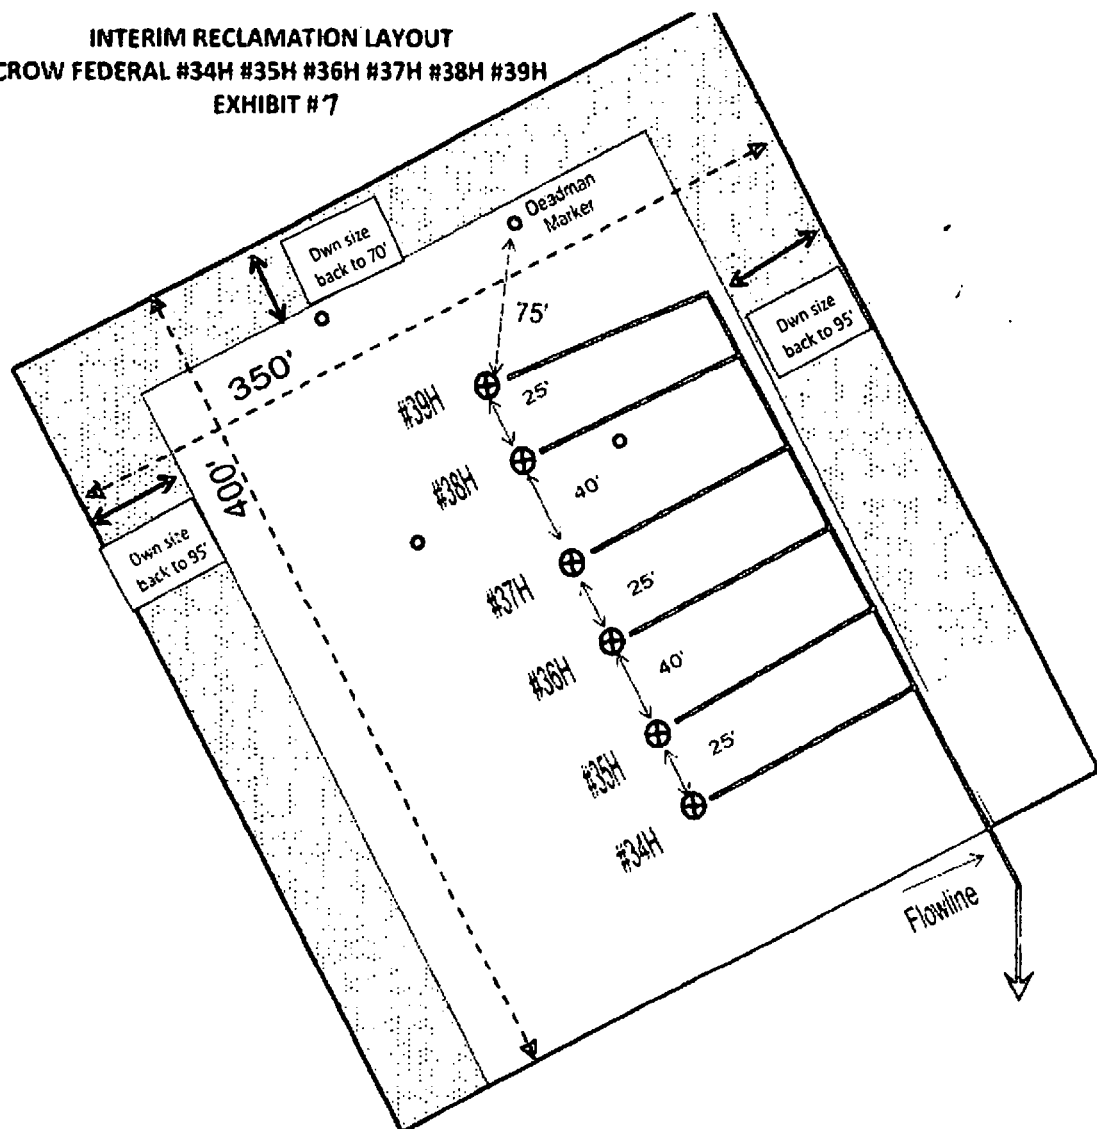 INTERIM RECLAMATION LAYOUT
CROW FEDERAL #34H #35H #36H #37H #38H #39H
EXHIBIT #7
Deadman
Marker
Dwn size
back to 70'
75'
Dwn size
back to 95'
350'
#39H
25'
400'
#38H
40'
Dwn size
back to 95'
#37H
25'
#36H
40'
#35H
25'
#34H
Flowline